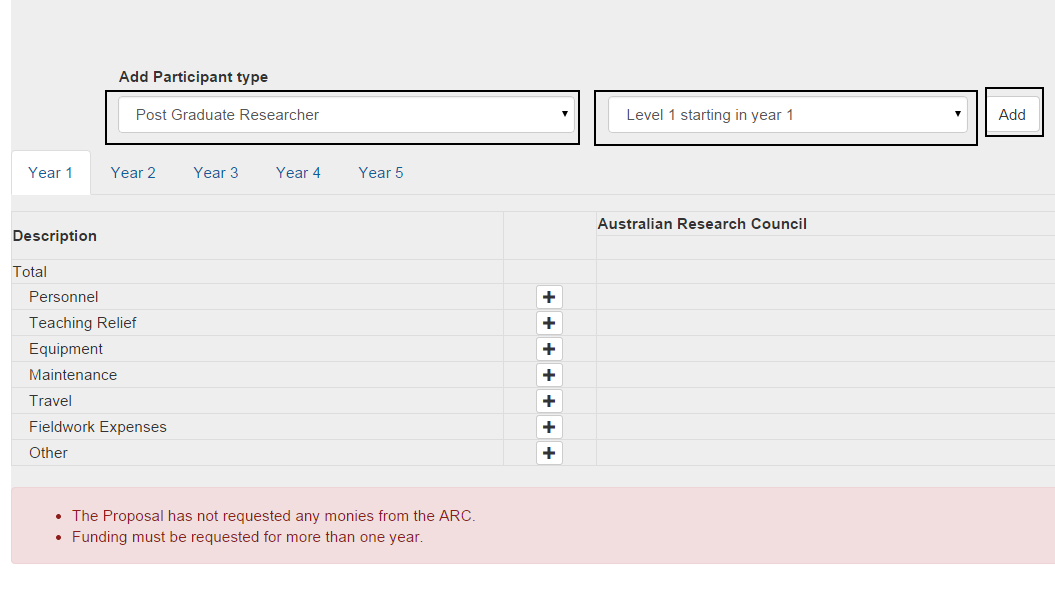 Add Participant type
Post Graduate Researcher
Level 1 starting in year 1
Add
Year 1 Year 2 Year 3 Year 4 Year 5
Description
Australian Research Council
Total
Personnel
Teaching Relief
Equipment
Maintenance
Travel
Fieldwork Expenses
Other
The Proposal has not requested any monies from the ARC.
Funding must be requested for more than one year.